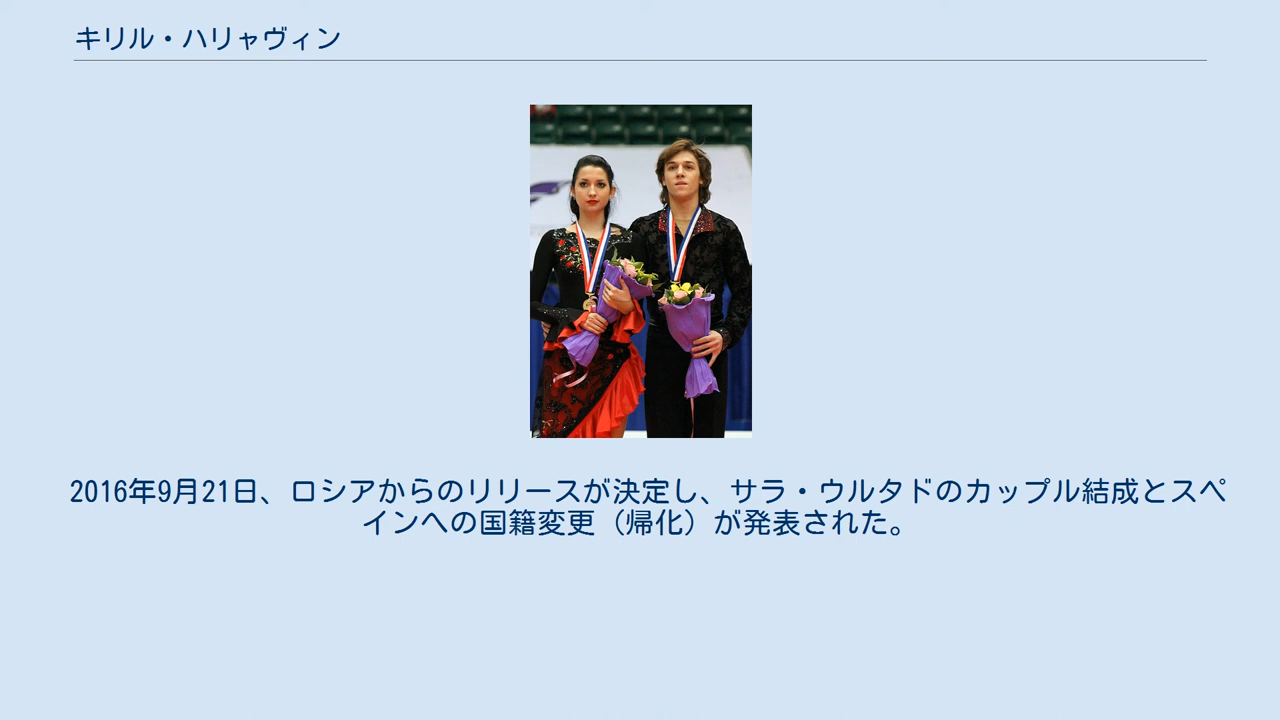 キリル・ハリャヴィン
2016年9月21日、ロシアからのリリースが決定し、サラ・ウルタドのカップル結成とスペ
インへの国籍変更（帰化）が発表された。